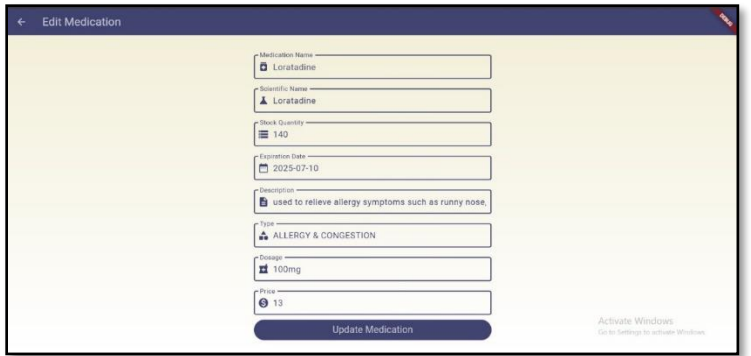 Edit Medication
DEBUG
Medication Name
Loratadine
Scientific Name
Loratadine
Stock Quantity
140
Expiration Date
2025-07-10
Description
used to relieve allergy symptoms such as runny nose,
Type
ALLERGY & CONGESTION
Dosage
100mg
Price
13
Update Medication
Activate Windows
Go to Settings to activate Windows.